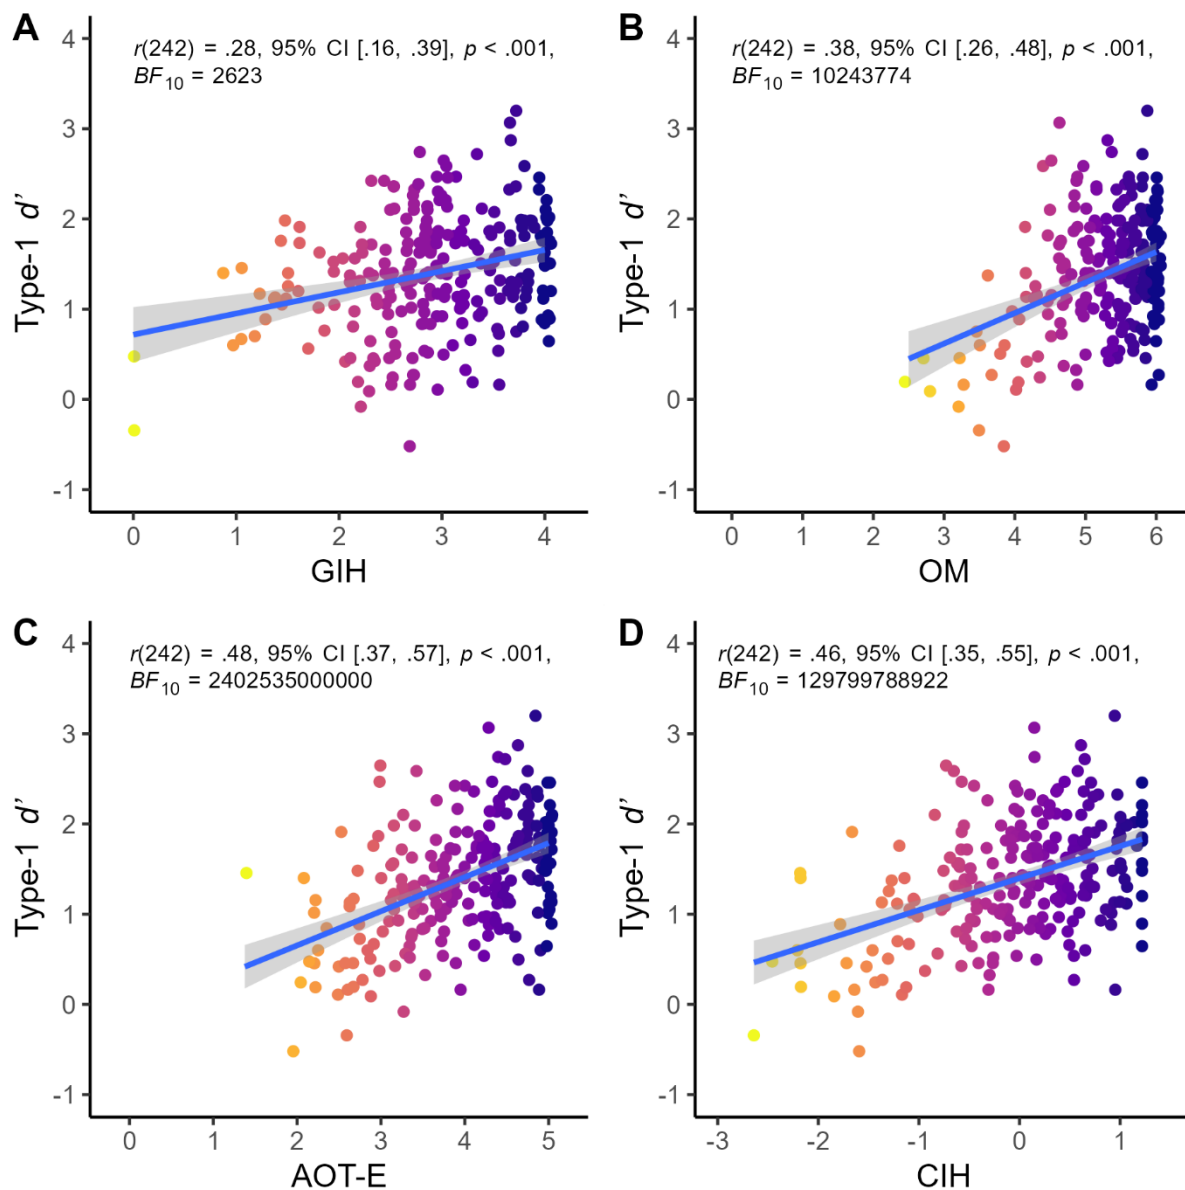 A
r(242) = .28, 95% CI [.16, .39], p < .001,
BF10 = 2623
4
3
2
1
0
-1
Type-1 d’
0 1 2 3 4
GIH
B
r(242) = .38, 95% CI [.26, .48], p < .001,
BF10 = 10243774
4
3
2
1
0
-1
Type-1 d’
0 1 2 3 4 5 6
OM
C
r(242) = .48, 95% CI [.37, .57], p < .001,
BF10 = 2402535000000
4
3
2
1
0
-1
Type-1 d’
0 1 2 3 4 5
AOT-E
D
r(242) = .46, 95% CI [.35, .55], p < .001,
BF10 = 129799788922
4
3
2
1
0
-1
Type-1 d’
-3 -2 -1 0 1
CIH